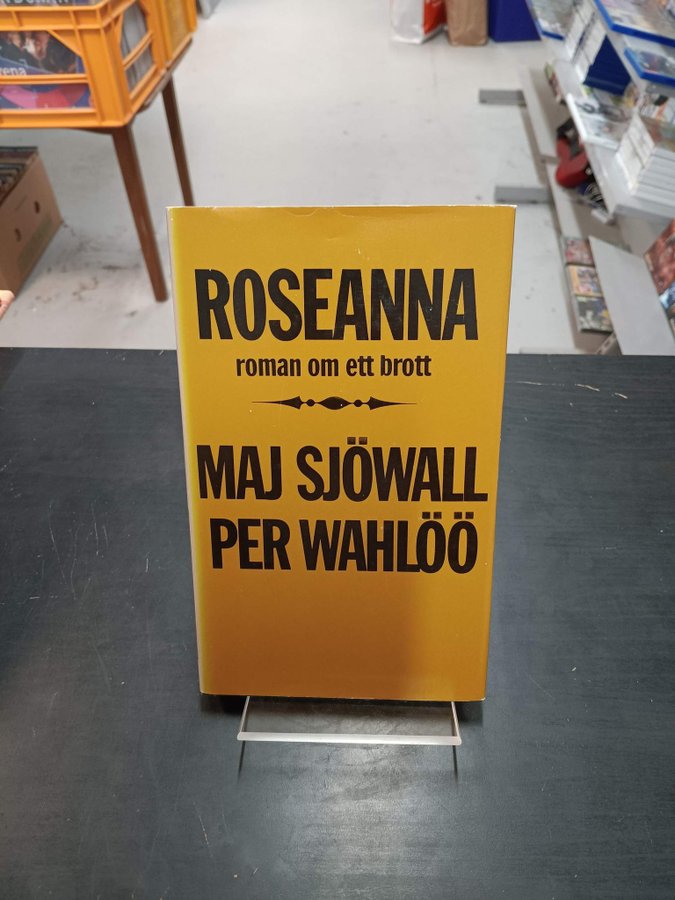 ROSEANNA
roman om ett brott
MAJ SJÖWALL
PER WAHLÖÖ